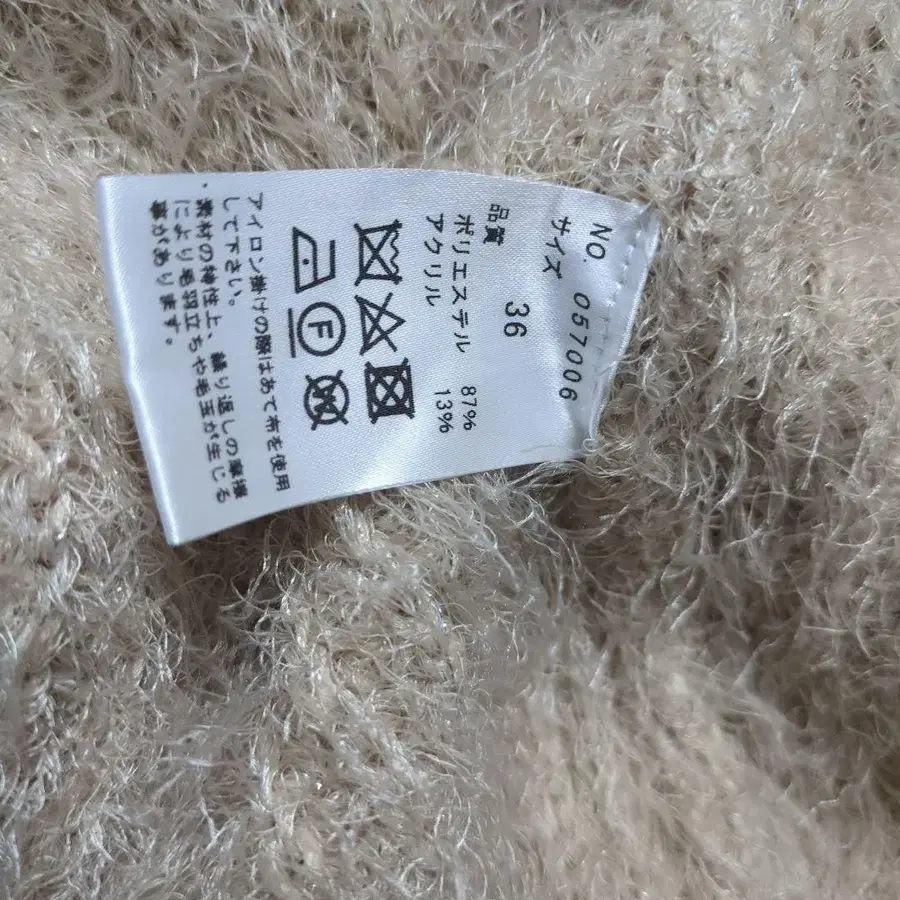 NO. 057006
サイズ 36
品質
ポリエステル 87%
アクリル 13%
F
W
アイロン掛けの際はあて布を使用
して下さい。
・素材の特性上、繰り返しの摩擦
により毛羽立ちや毛玉が生じる
事があります。